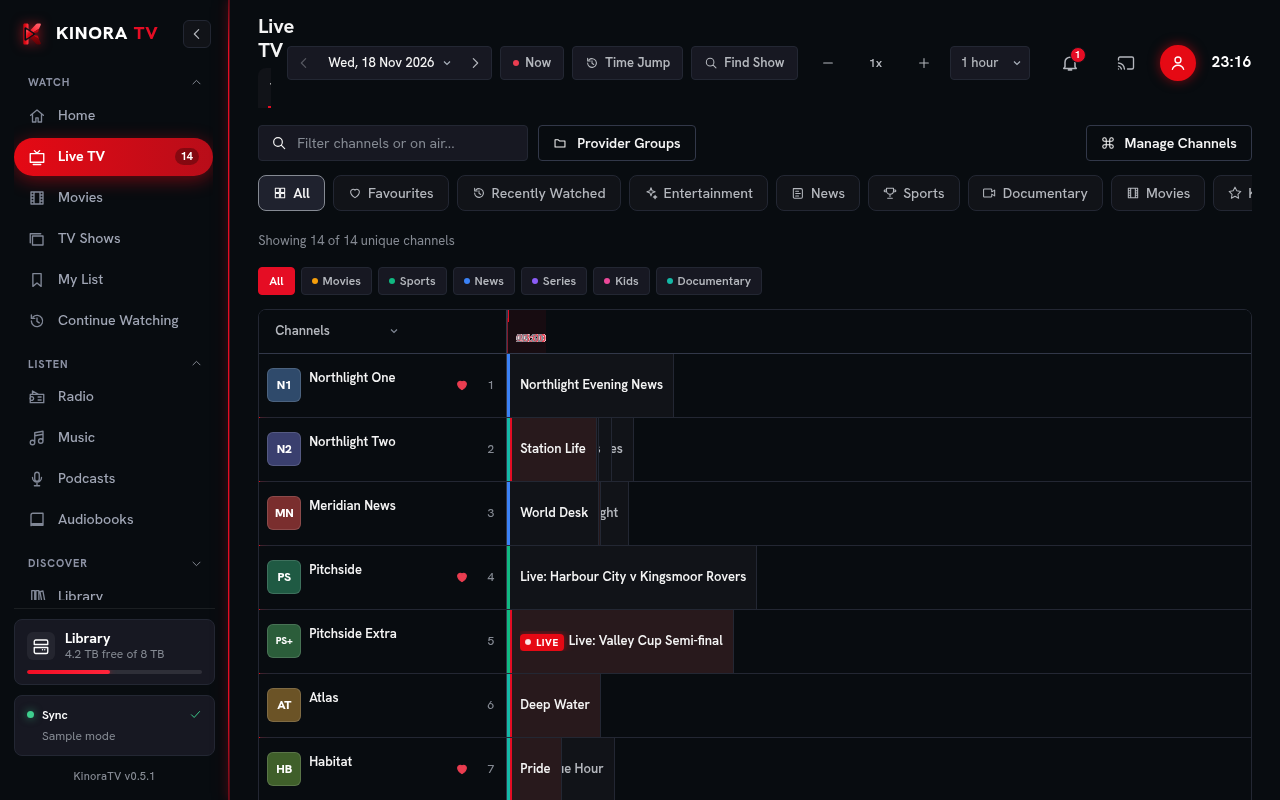 KINORA TV
WATCH
Home
Live TV
14
Movies
TV Shows
My List
Continue Watching
LISTEN
Radio
Music
Podcasts
Audiobooks
DISCOVER
Library
Library
4.2 TB free of 8 TB
Sync
Sample mode
KinoraTV v0.5.1
Live
TV
Wed, 18 Nov 2026
Now
Time Jump
Find Show
1x
1 hour
1
23:16
Filter channels or on air...
Provider Groups
Manage Channels
All
Favourites
Recently Watched
Entertainment
News
Sports
Documentary
Movies
Showing 14 of 14 unique channels
All
Movies
Sports
News
Series
Kids
Documentary
Channels
N1
Northlight One
1
Northlight Evening News
N2
Northlight Two
2
Station Life
es
MN
Meridian News
3
World Desk
ght
PS
Pitchside
4
Live: Harbour City v Kingsmoor Rovers
PS+
Pitchside Extra
5
LIVE
Live: Valley Cup Semi-final
AT
Atlas
6
Deep Water
HB
Habitat
7
Pride
e Hour